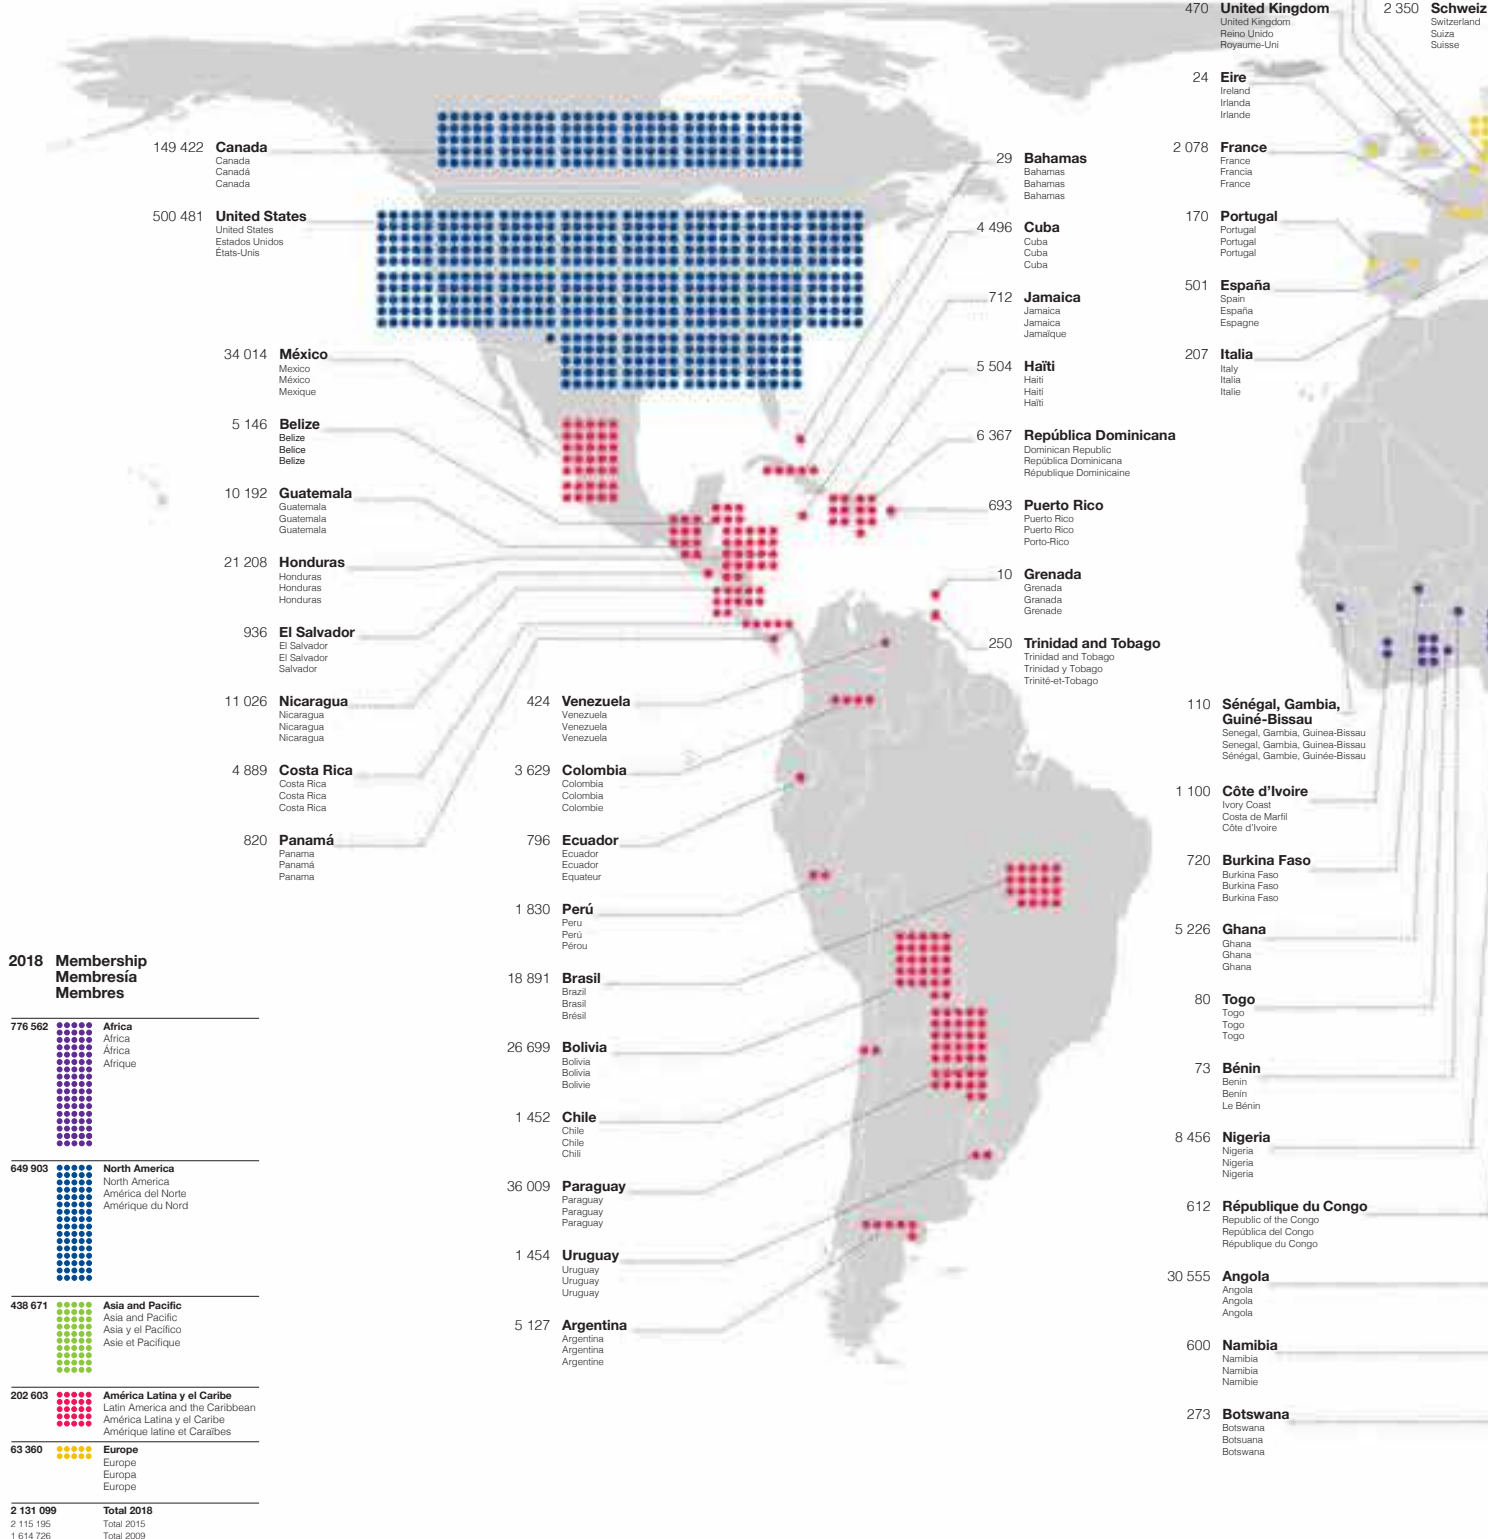 470 United Kingdom
United Kingdom
Reino Unido
Royaume-Uni
2 350 Schweiz
Switzerland
Suiza
Suisse
24 Eire
Ireland
Irlanda
Irlande
149 422 Canada
Canada
Canadá
Canada
29 Bahamas
Bahamas
Bahamas
Bahamas
2 078 France
France
Francia
France
500 481 United States
United States
Estados Unidos
États-Unis
4 496 Cuba
Cuba
Cuba
Cuba
170 Portugal
Portugal
Portugal
Portugal
712 Jamaica
Jamaica
Jamaica
Jamaïque
501 España
Spain
España
Espagne
34 014 México
Mexico
México
Mexique
5 504 Haïti
Haiti
Haití
Haïti
207 Italia
Italy
Italia
Italie
5 146 Belize
Belize
Belice
Belize
6 367 República Dominicana
Dominican Republic
República Dominicana
République Dominicaine
10 192 Guatemala
Guatemala
Guatemala
Guatemala
693 Puerto Rico
Puerto Rico
Puerto Rico
Porto-Rico
21 208 Honduras
Honduras
Honduras
Honduras
10 Grenada
Grenada
Granada
Grenade
936 El Salvador
El Salvador
El Salvador
Salvador
250 Trinidad and Tobago
Trinidad and Tobago
Trinidad y Tobago
Trinité-et-Tobago
11 026 Nicaragua
Nicaragua
Nicaragua
Nicaragua
424 Venezuela
Venezuela
Venezuela
Venezuela
110 Sénégal, Gambia,
Guiné-Bissau
Senegal, Gambia, Guinea-Bissau
Senegal, Gambia, Guinea-Bissau
Sénégal, Gambie, Guinée-Bissau
4 889 Costa Rica
Costa Rica
Costa Rica
Costa Rica
3 629 Colombia
Colombia
Colombia
Colombie
1 100 Côte d'Ivoire
Ivory Coast
Costa de Marfil
Côte d'Ivoire
820 Panamá
Panama
Panamá
Panama
796 Ecuador
Ecuador
Ecuador
Equateur
720 Burkina Faso
Burkina Faso
Burkina Faso
Burkina Faso
1 830 Perú
Peru
Perú
Pérou
5 226 Ghana
Ghana
Ghana
Ghana
18 891 Brasil
Brazil
Brasil
Brésil
80 Togo
Togo
Togo
Togo
26 699 Bolivia
Bolivia
Bolivia
Bolivie
73 Bénin
Benin
Benín
Le Bénin
1 452 Chile
Chile
Chile
Chili
8 456 Nigeria
Nigeria
Nigeria
Nigeria
36 009 Paraguay
Paraguay
Paraguay
Paraguay
612 République du Congo
Republic of the Congo
República del Congo
République du Congo
1 454 Uruguay
Uruguay
Uruguay
Uruguay
30 555 Angola
Angola
Angola
Angola
5 127 Argentina
Argentina
Argentina
Argentine
600 Namibia
Namibia
Namibia
Namibie
273 Botswana
Botswana
Botsuana
Botswana
2018 Membership
Membresía
Membres
776 562 Africa
Africa
África
Afrique
649 903 North America
North America
América del Norte
Amérique du Nord
438 671 Asia and Pacific
Asia and Pacific
Asia y el Pacífico
Asie et Pacifique
202 603 América Latina y el Caribe
Latin America and the Caribbean
América Latina y el Caribe
Amérique latine et Caraïbes
63 360 Europe
Europe
Europa
Europe
2 131 099 Total 2018
2 115 195 Total 2015
1 614 726 Total 2009